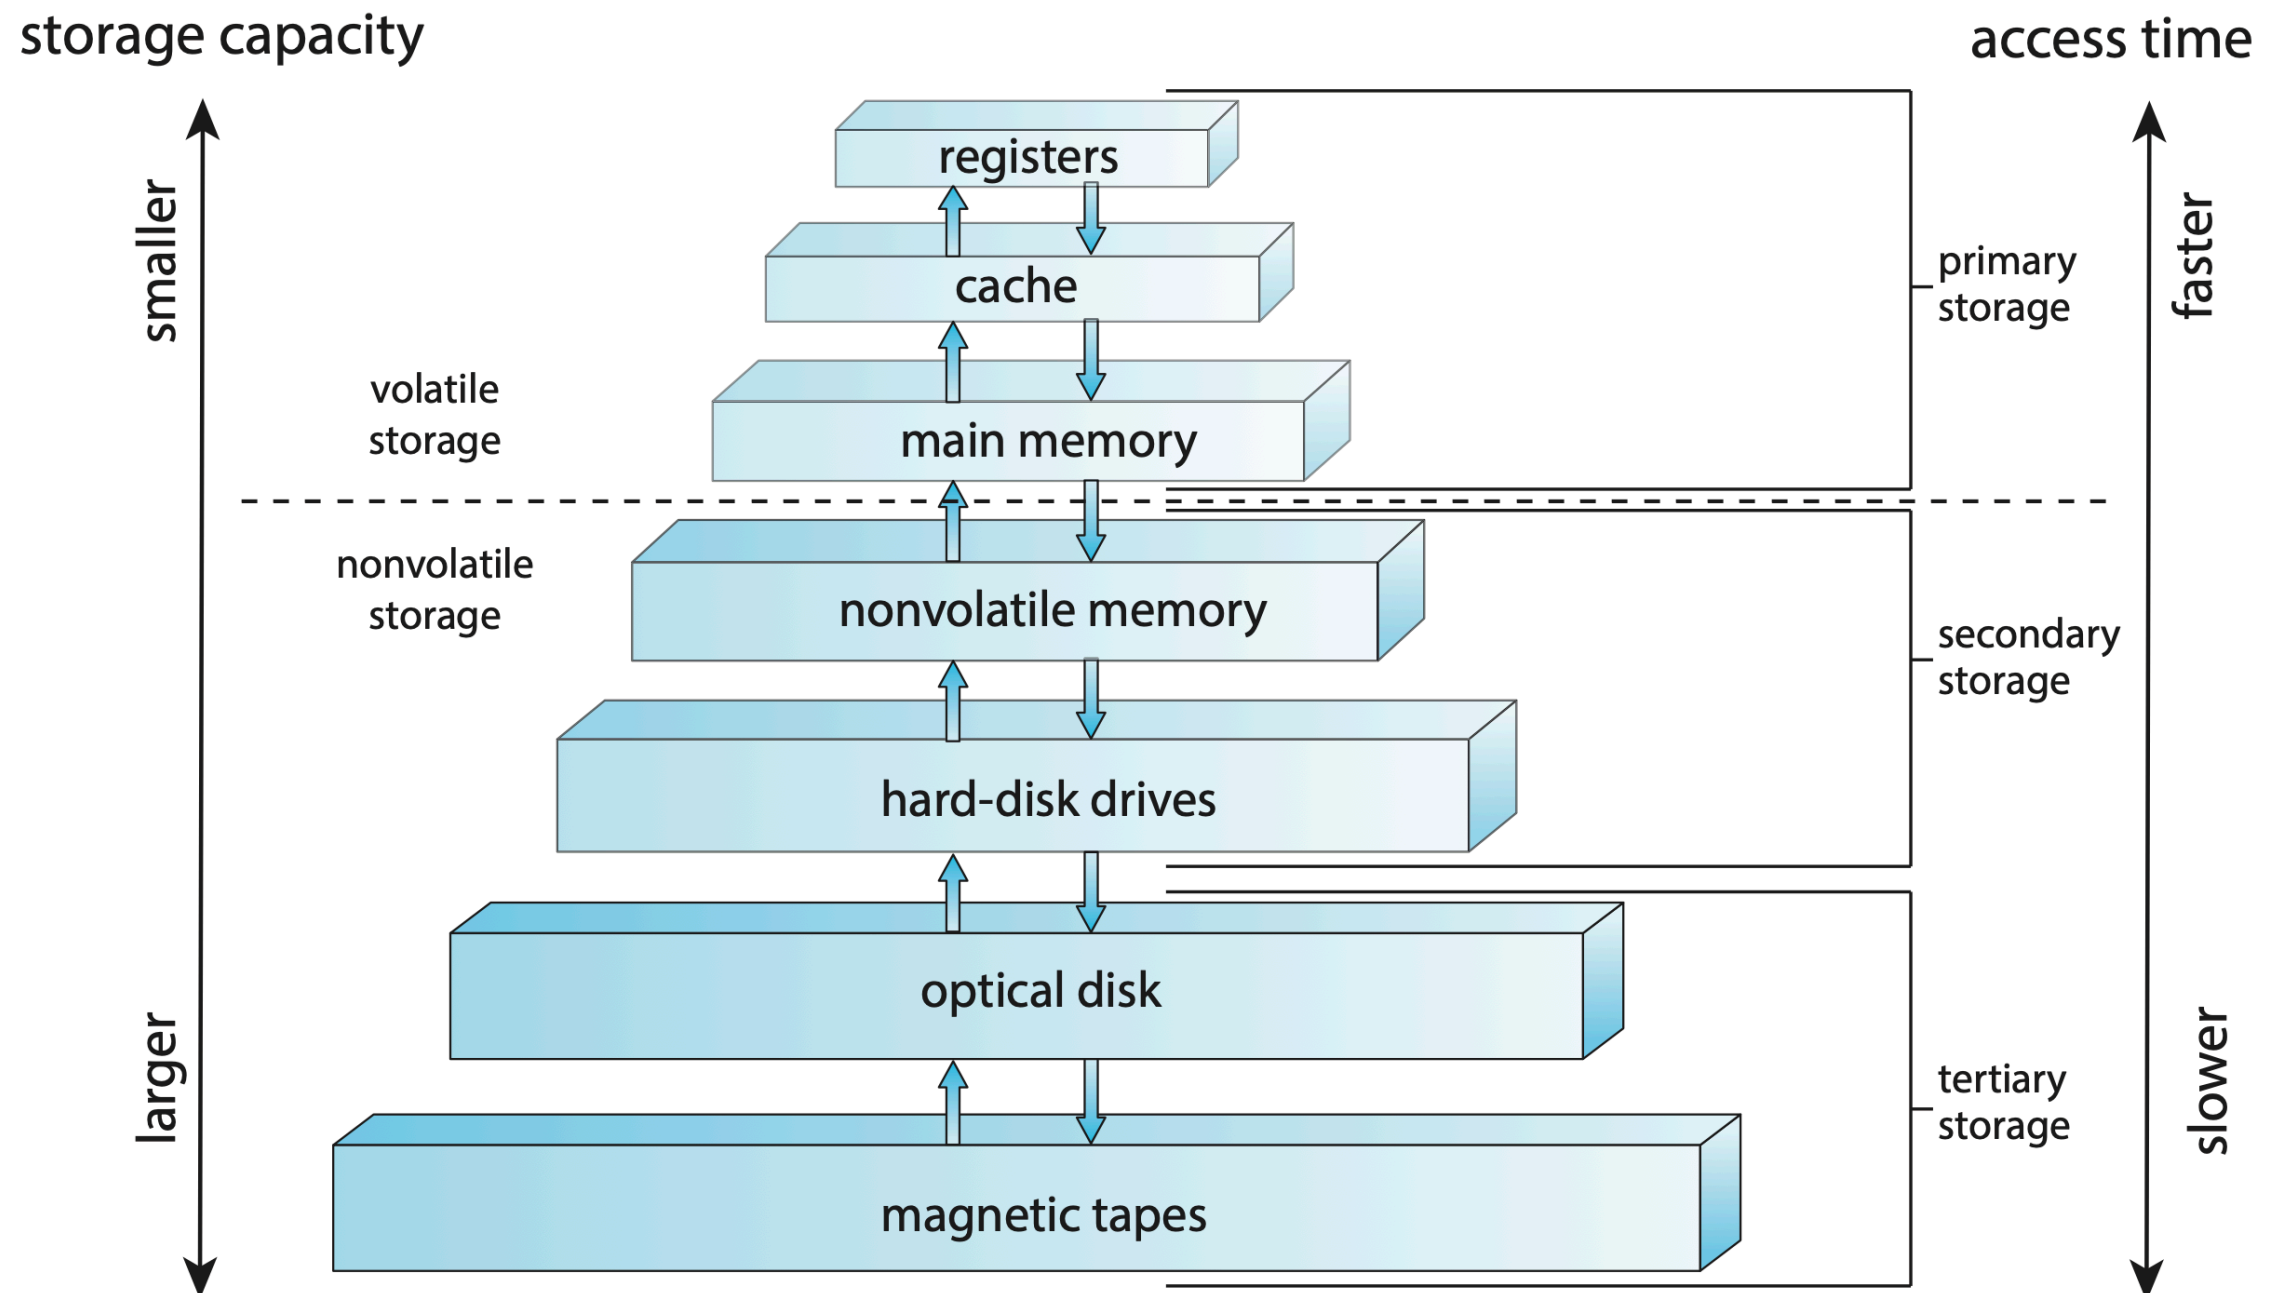 storage capacity
access time
smaller
larger
faster
slower
registers
cache
main memory
nonvolatile memory
hard-disk drives
optical disk
magnetic tapes
volatile
storage
nonvolatile
storage
primary
storage
secondary
storage
tertiary
storage